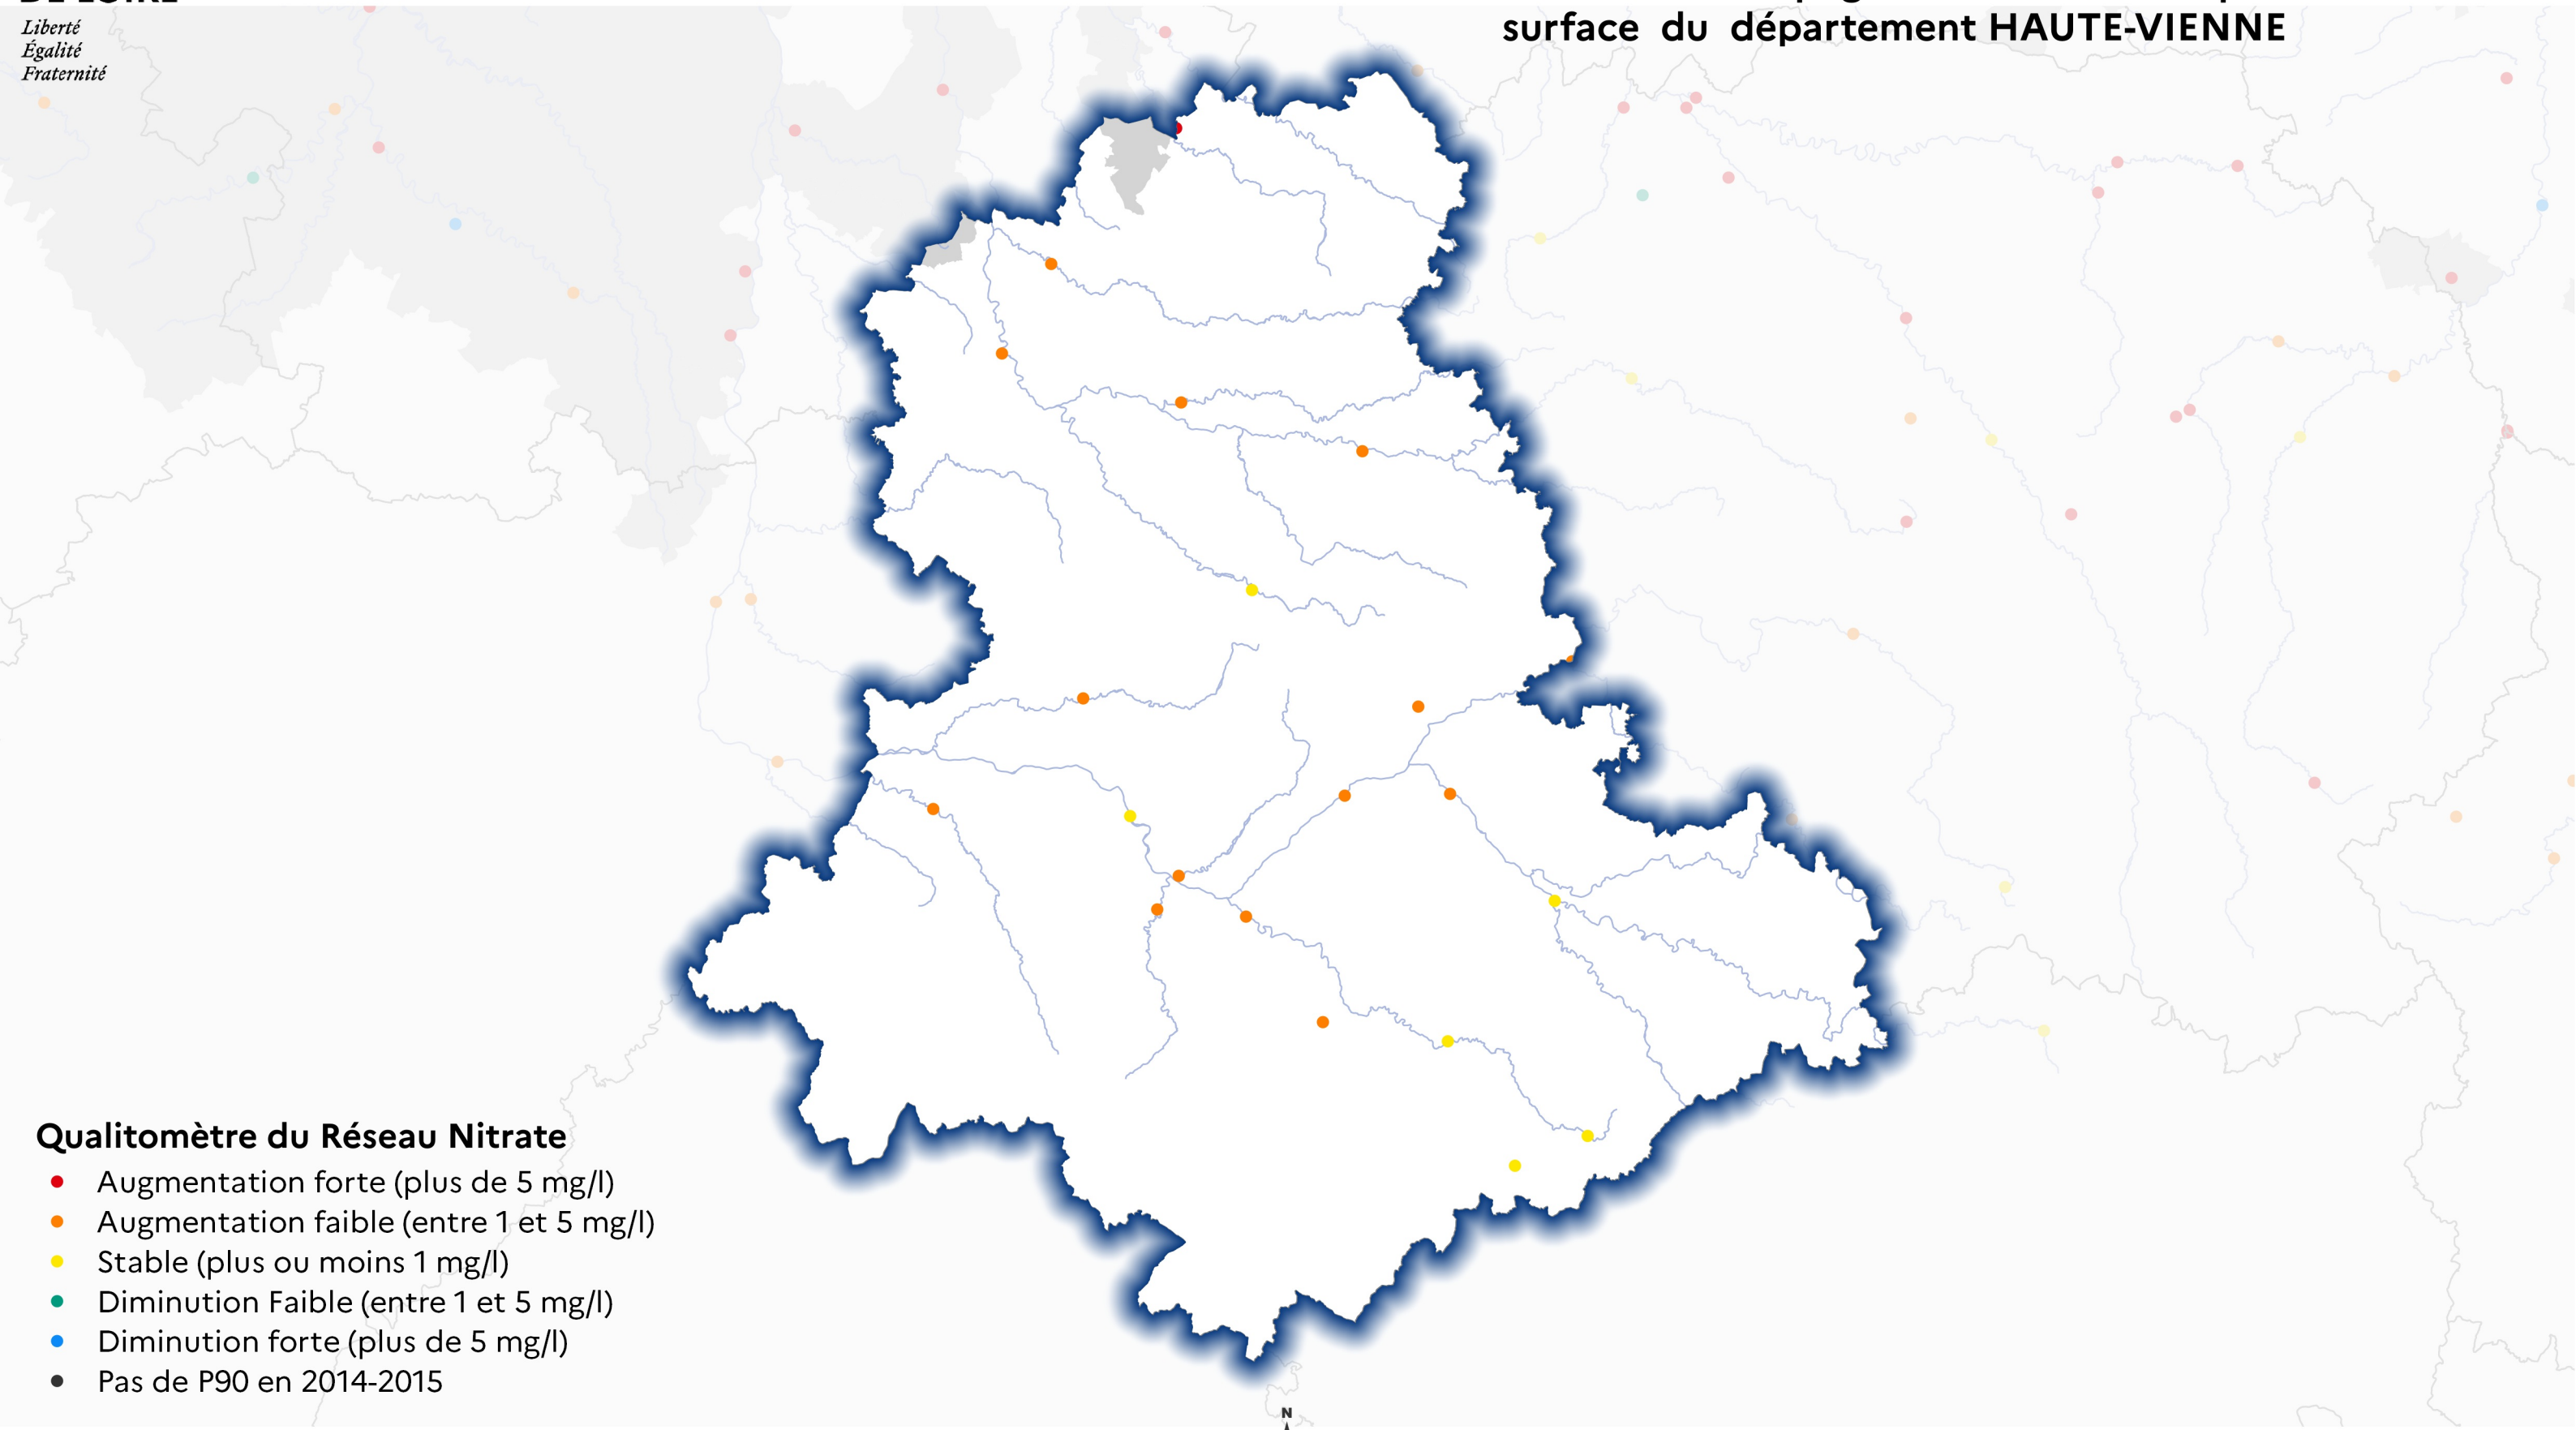 DE LOIRE
Liberté
Égalité
Fraternité
surface du département HAUTE-VIENNE
Qualitomètre du Réseau Nitrate
Augmentation forte (plus de 5 mg/l)
Augmentation faible (entre 1 et 5 mg/l)
Stable (plus ou moins 1 mg/l)
Diminution Faible (entre 1 et 5 mg/l)
Diminution forte (plus de 5 mg/l)
Pas de P90 en 2014-2015
N